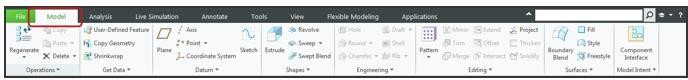 File Model Analysis Live Simulation Annotate Tools View Flexible Modeling Applications
Regenerate
Copy
Paste
Delete
Operations
User-Defined Feature
Copy Geometry
Shrinkwrap
Get Data
Plane
Axis
Point
Coordinate System
Sketch
Datum
Extrude
Revolve
Sweep
Swept Blend
Shapes
Hole
Round
Chamfer
Draft
Shell
Rib
Engineering
Pattern
Mirror
Trim
Merge
Extend
Offset
Intersect
Project
Thicken
Solidify
Editing
Boundary
Blend
Fill
Style
Freestyle
Surfaces
Component
Interface
Model Intent